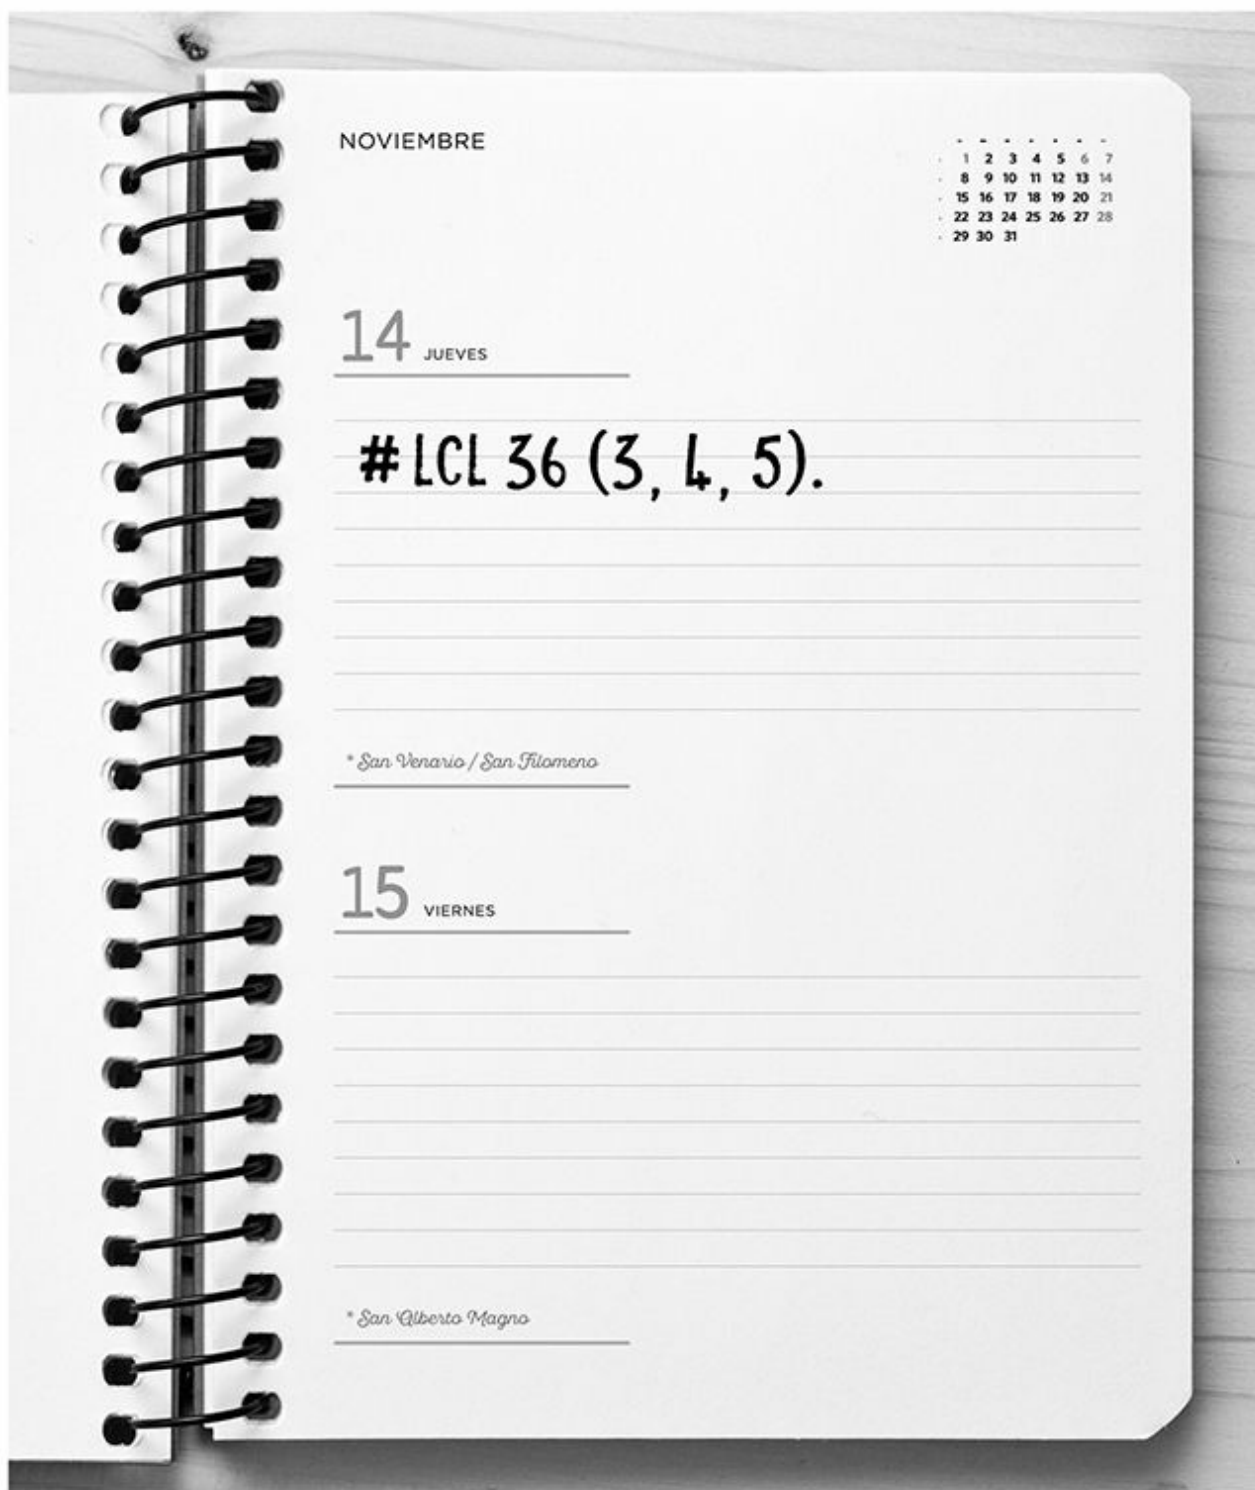 NOVIEMBRE
1 2 3 4 5 6 7
8 9 10 11 12 13 14
15 16 17 18 19 20 21
22 23 24 25 26 27 28
29 30 31
14 JUEVES
# LCL 36 (3, 4, 5).
* San Venario / San Filomeno
15 VIERNES
* San Alberto Magno